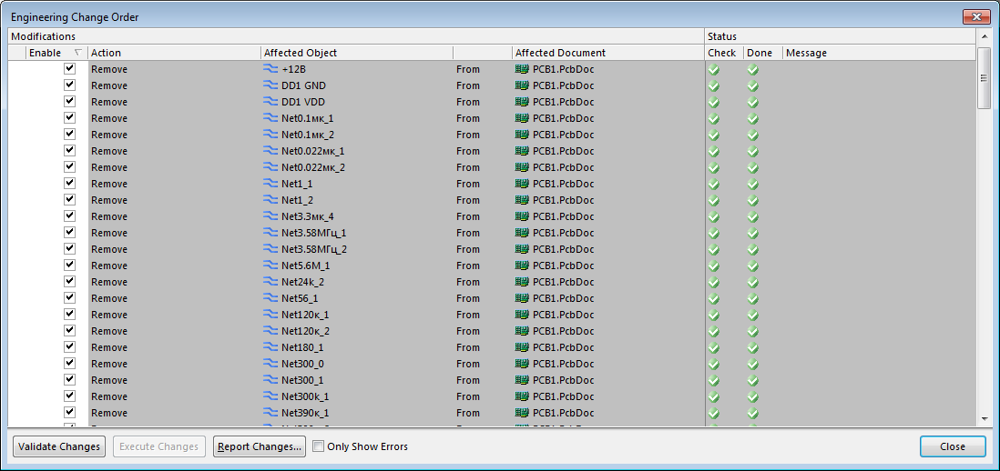 Engineering Change Order
Modifications Status
Enable Action Affected Object Affected Document Check Done Message
Remove +12В From PCB1.PcbDoc
Remove DD1 GND From PCB1.PcbDoc
Remove DD1 VDD From PCB1.PcbDoc
Remove Net0.1мк_1 From PCB1.PcbDoc
Remove Net0.1мк_2 From PCB1.PcbDoc
Remove Net0.022мк_1 From PCB1.PcbDoc
Remove Net0.022мк_2 From PCB1.PcbDoc
Remove Net1_1 From PCB1.PcbDoc
Remove Net1_2 From PCB1.PcbDoc
Remove Net3.3мк_4 From PCB1.PcbDoc
Remove Net3.58МГц_1 From PCB1.PcbDoc
Remove Net3.58МГц_2 From PCB1.PcbDoc
Remove Net5.6М_1 From PCB1.PcbDoc
Remove Net24k_2 From PCB1.PcbDoc
Remove Net56_1 From PCB1.PcbDoc
Remove Net120к_1 From PCB1.PcbDoc
Remove Net120к_2 From PCB1.PcbDoc
Remove Net180_1 From PCB1.PcbDoc
Remove Net300_0 From PCB1.PcbDoc
Remove Net300_1 From PCB1.PcbDoc
Remove Net300k_1 From PCB1.PcbDoc
Remove Net390к_1 From PCB1.PcbDoc
Validate Changes Execute Changes Report Changes... Only Show Errors Close